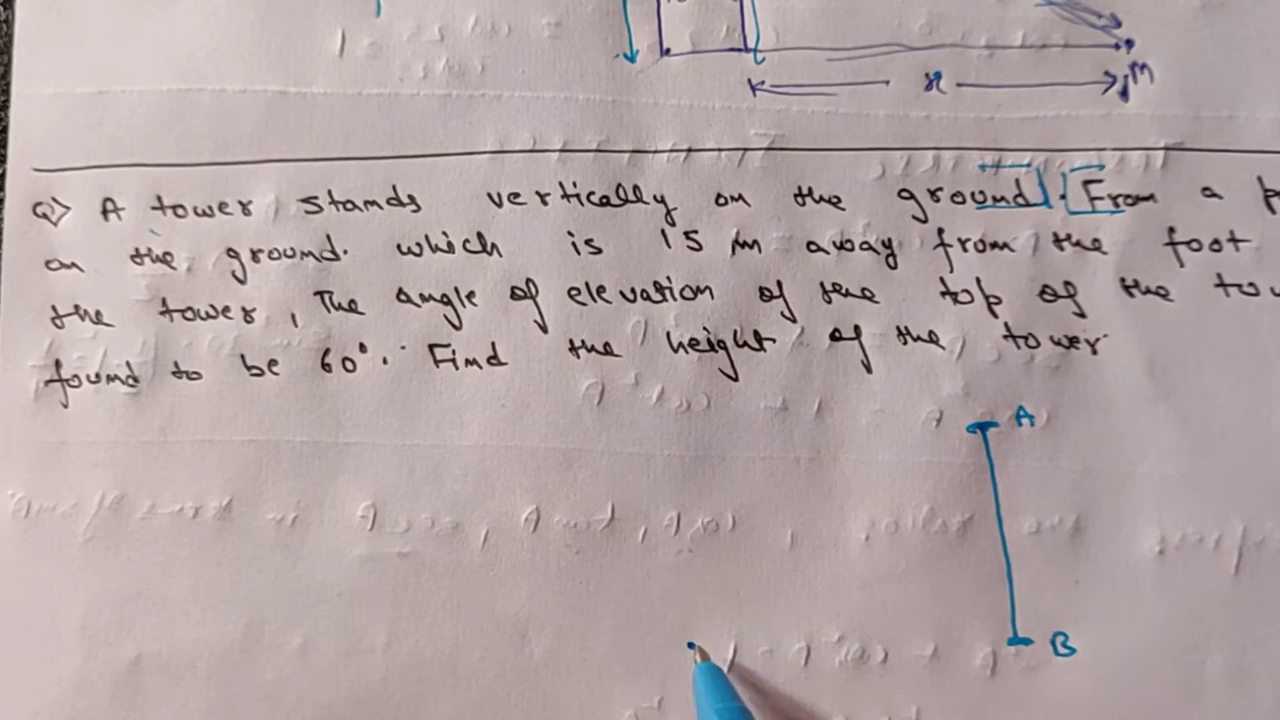 x
M
Q> A tower stands vertically on the ground. From a p
on the ground. which is 15 m away from the foot
the tower, The angle of elevation of the top of the tow
found to be 60°. Find the height of the tower
A
B